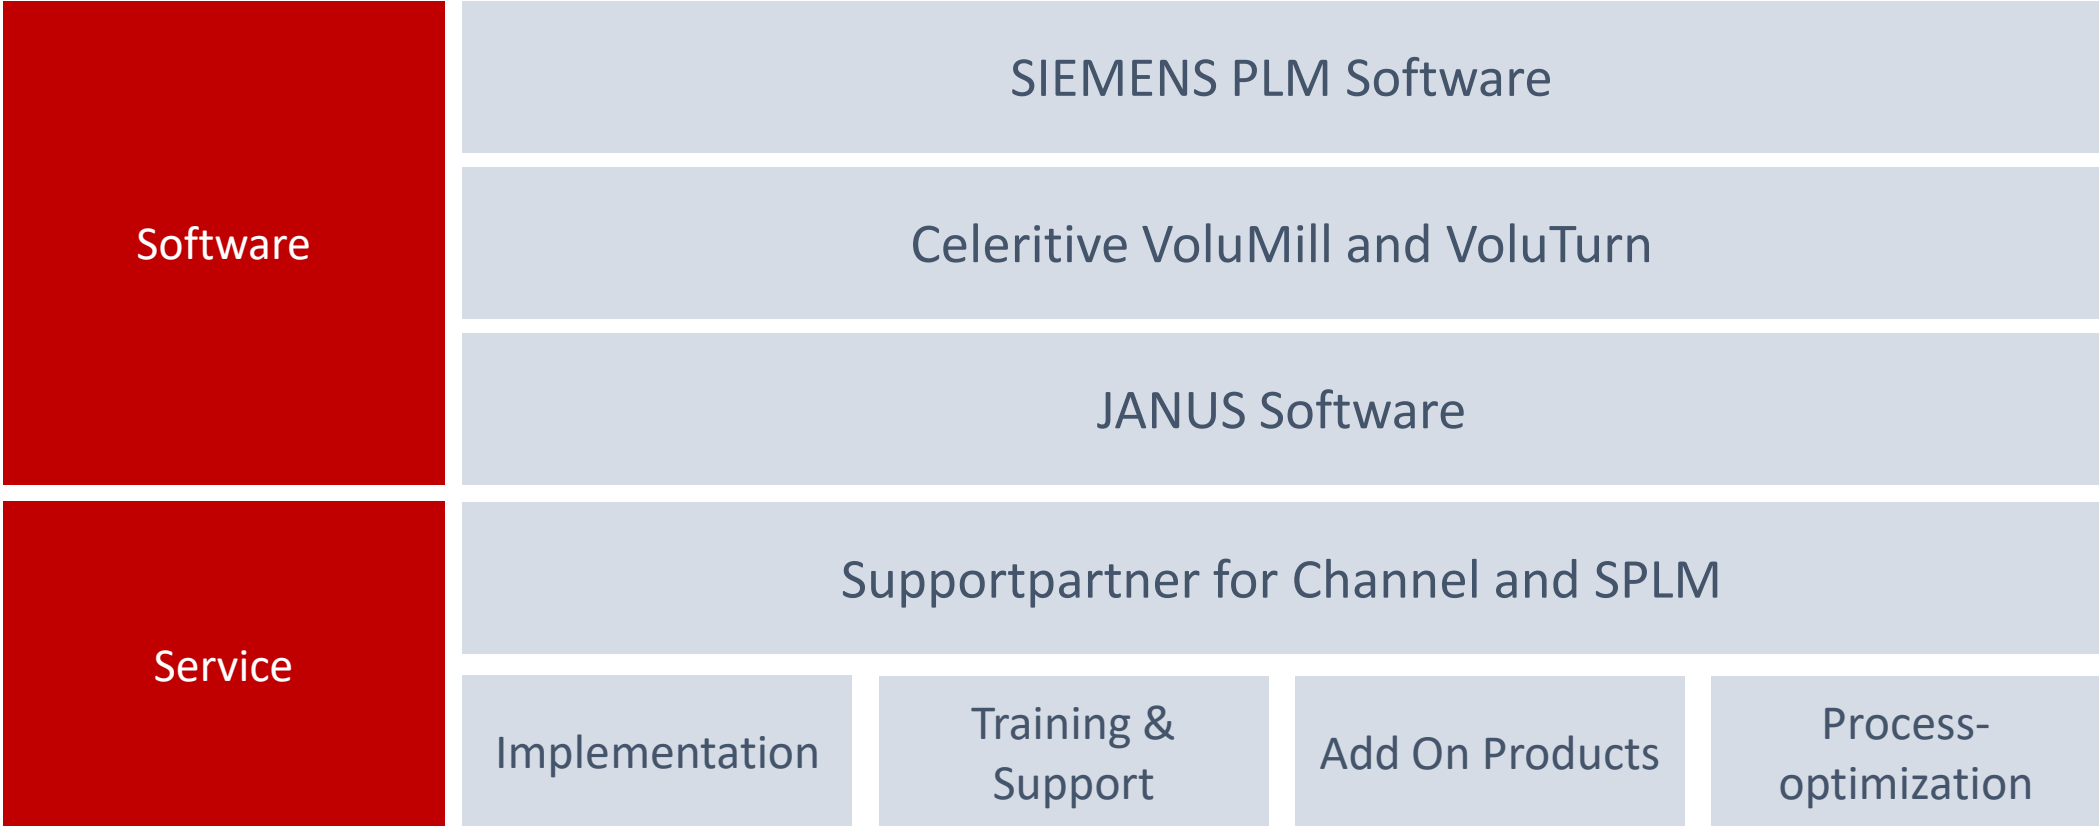 Software
SIEMENS PLM Software
Celeritive VoluMill and VoluTurn
JANUS Software
Service
Supportpartner for Channel and SPLM
Implementation
Training &
Support
Add On Products
Process-
optimization